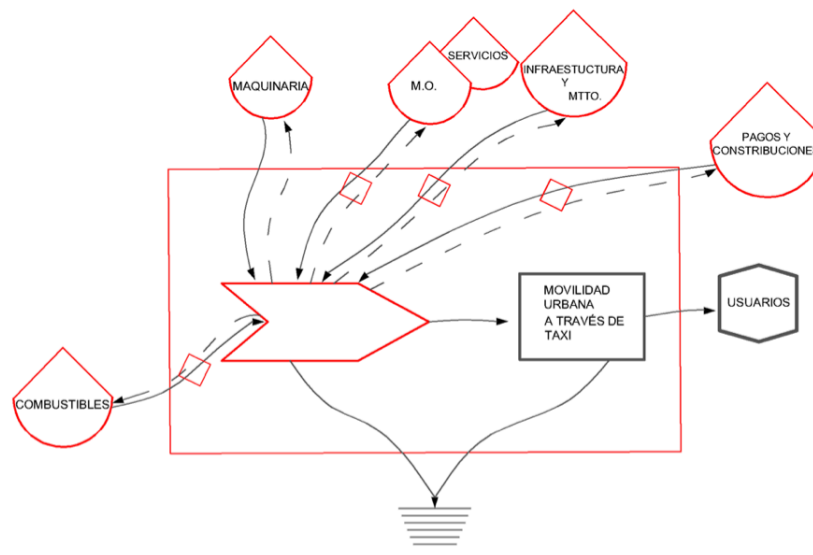 MAQUINARIA
M.O.
SERVICIOS
INFRAESTUCTURA
Y
MTTO.
PAGOS Y
CONSTRIBUCIONE
MOVILIDAD
URBANA
A TRAVÉS DE
TAXI
USUARIOS
COMBUSTIBLES